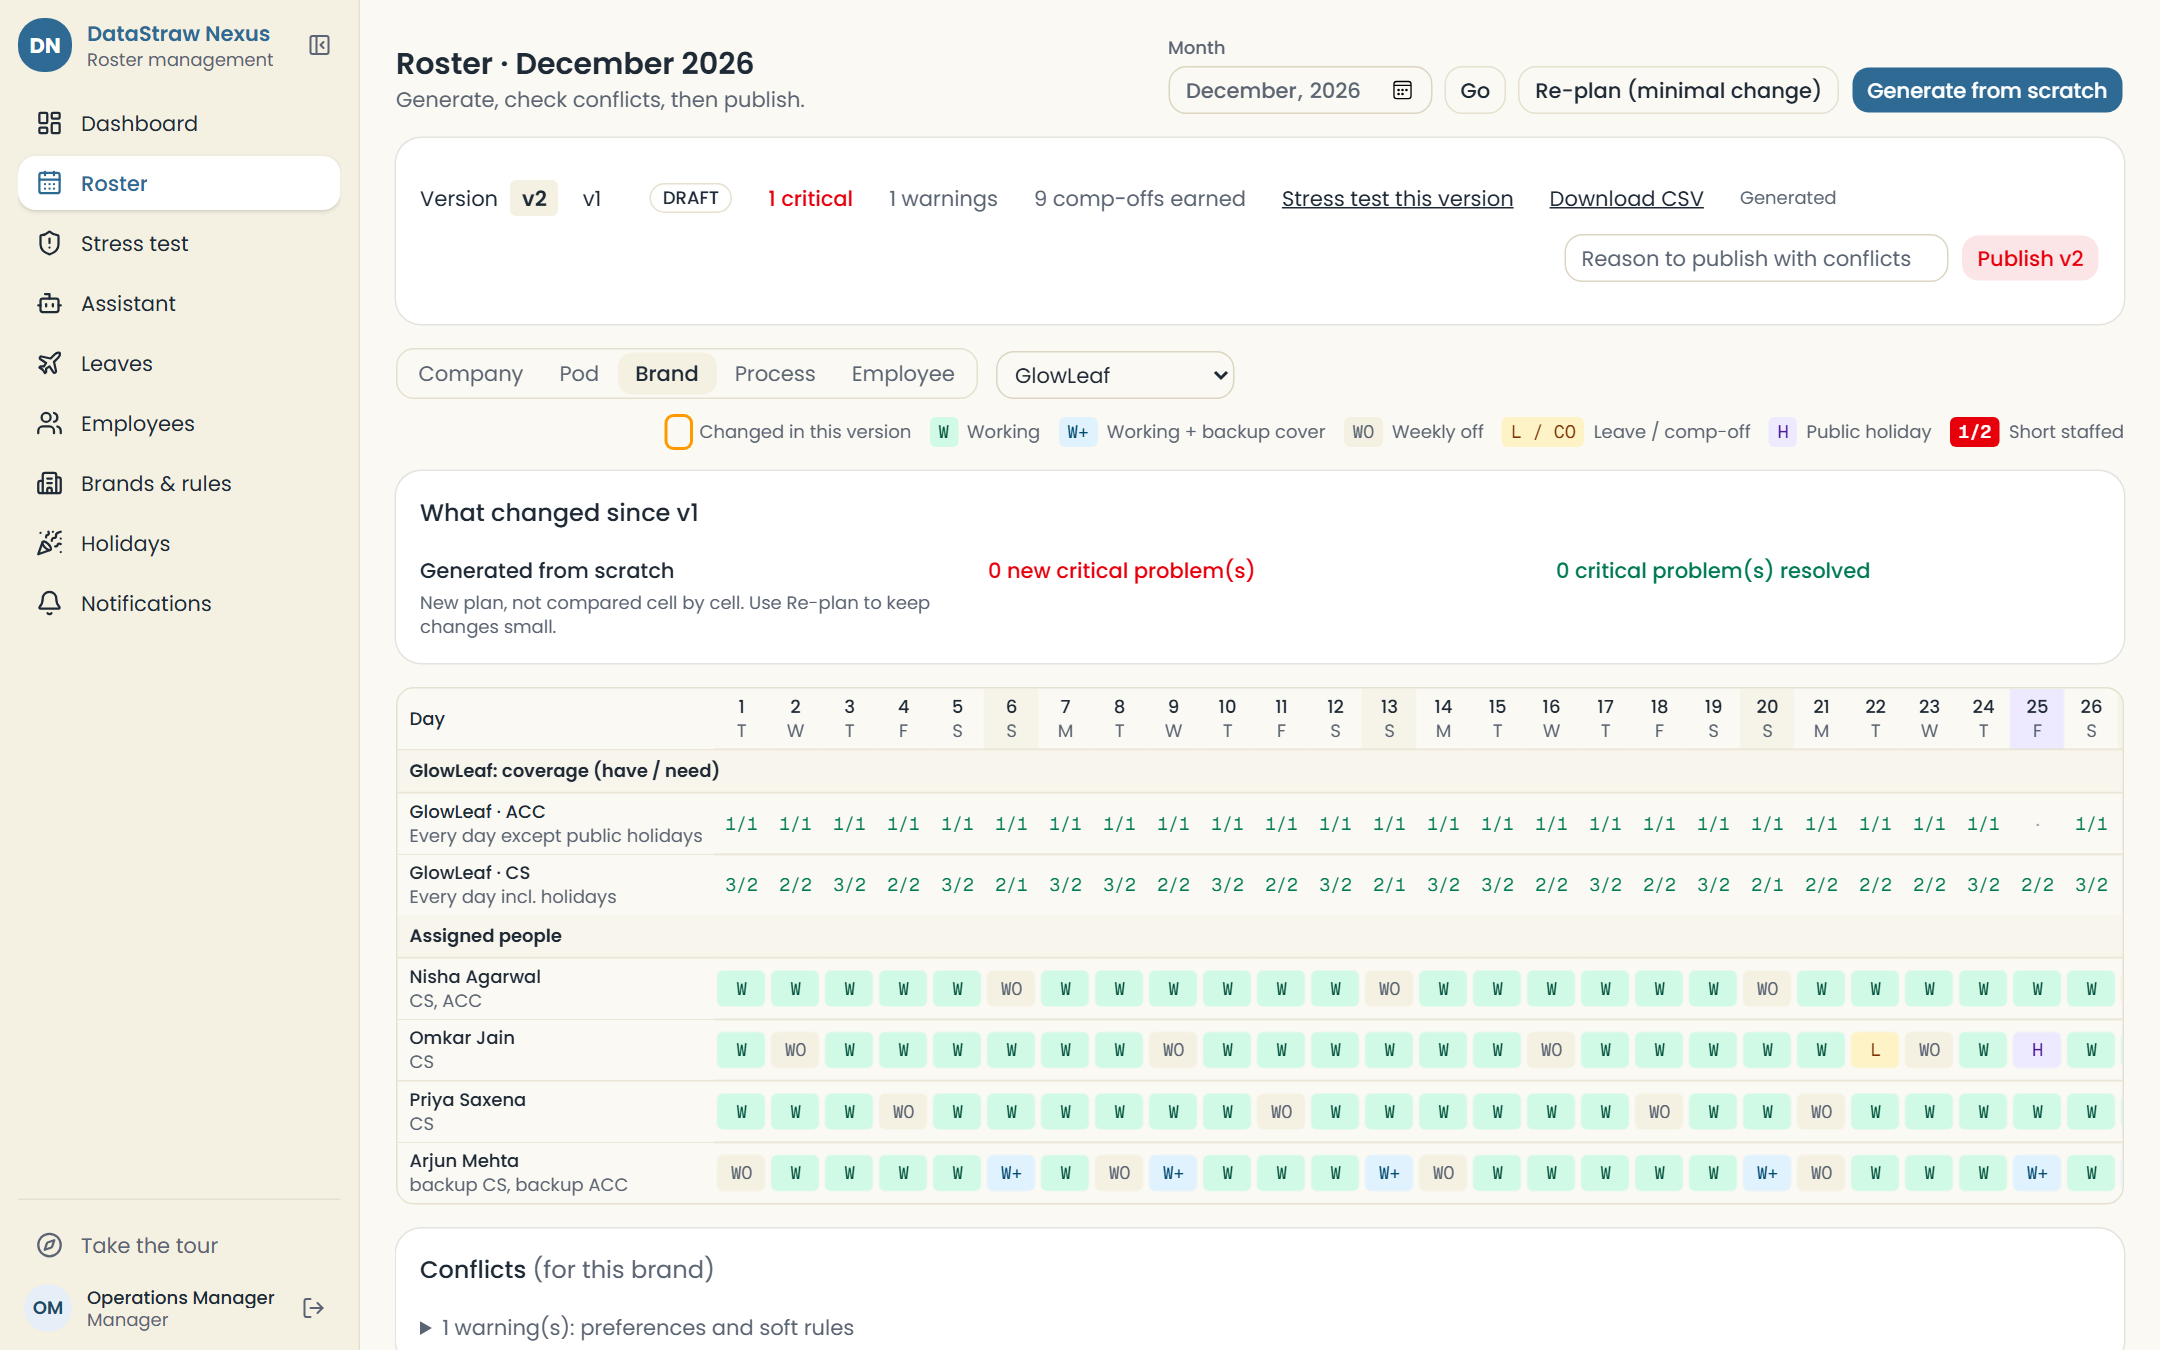 DN
DataStraw Nexus
Roster management
Dashboard
Roster
Stress test
Assistant
Leaves
Employees
Brands & rules
Holidays
Notifications
Take the tour
OM
Operations Manager
Manager
Roster · December 2026
Generate, check conflicts, then publish.
Month
December, 2026
Go
Re-plan (minimal change)
Generate from scratch
Version v2 v1 DRAFT 1 critical 1 warnings 9 comp-offs earned Stress test this version Download CSV Generated
Reason to publish with conflicts
Publish v2
Company Pod Brand Process Employee
GlowLeaf
Changed in this version W Working W+ Working + backup cover WO Weekly off L / CO Leave / comp-off H Public holiday 1/2 Short staffed
What changed since v1
Generated from scratch
New plan, not compared cell by cell. Use Re-plan to keep
changes small.
0 new critical problem(s)
0 critical problem(s) resolved
Day 1 2 3 4 5 6 7 8 9 10 11 12 13 14 15 16 17 18 19 20 21 22 23 24 25 26
T W T F S S M T W T F S S M T W T F S S M T W T F S
GlowLeaf: coverage (have / need)
GlowLeaf · ACC
Every day except public holidays
1/1 1/1 1/1 1/1 1/1 1/1 1/1 1/1 1/1 1/1 1/1 1/1 1/1 1/1 1/1 1/1 1/1 1/1 1/1 1/1 1/1 1/1 1/1 1/1 · 1/1
GlowLeaf · CS
Every day incl. holidays
3/2 2/2 3/2 2/2 3/2 2/1 3/2 3/2 2/2 3/2 2/2 3/2 2/1 3/2 3/2 2/2 3/2 2/2 3/2 2/1 2/2 2/2 2/2 3/2 2/2 3/2
Assigned people
Nisha Agarwal
CS, ACC
W W W W W WO W W W W W W WO W W W W W W WO W W W W W W
Omkar Jain
CS
W WO W W W W W W WO W W W W W W WO W W W W W L WO W H W
Priya Saxena
CS
W W W WO W W W W W W WO W W W W W W WO W W WO W W W W W
Arjun Mehta
backup CS, backup ACC
WO W W W W W+ W WO W+ W W W W+ WO W W W W W W+ WO W W W W+ W
Conflicts (for this brand)
1 warning(s): preferences and soft rules